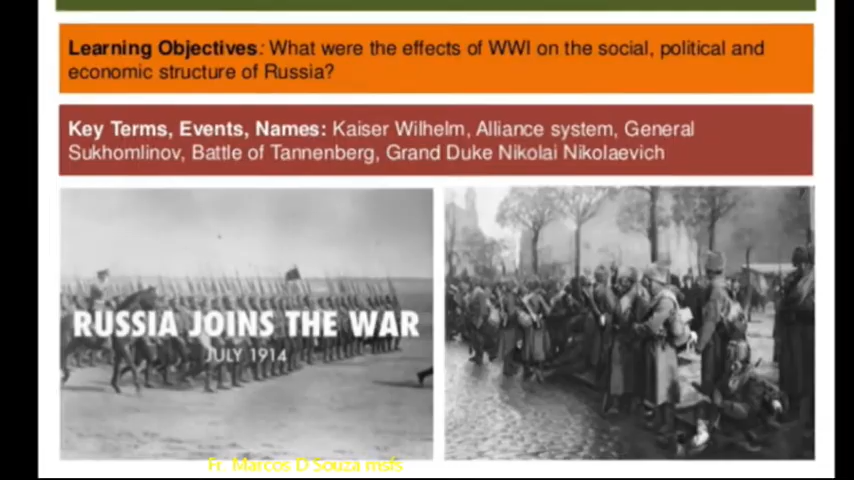 Learning Objectives: What were the effects of WWI on the social, political and
economic structure of Russia?
Key Terms, Events, Names: Kaiser Wilhelm, Alliance system, General
Sukhomlinov, Battle of Tannenberg, Grand Duke Nikolai Nikolaevich
RUSSIA JOINS THE WAR
JULY 1914
Fr. Marcos D Souza msfs